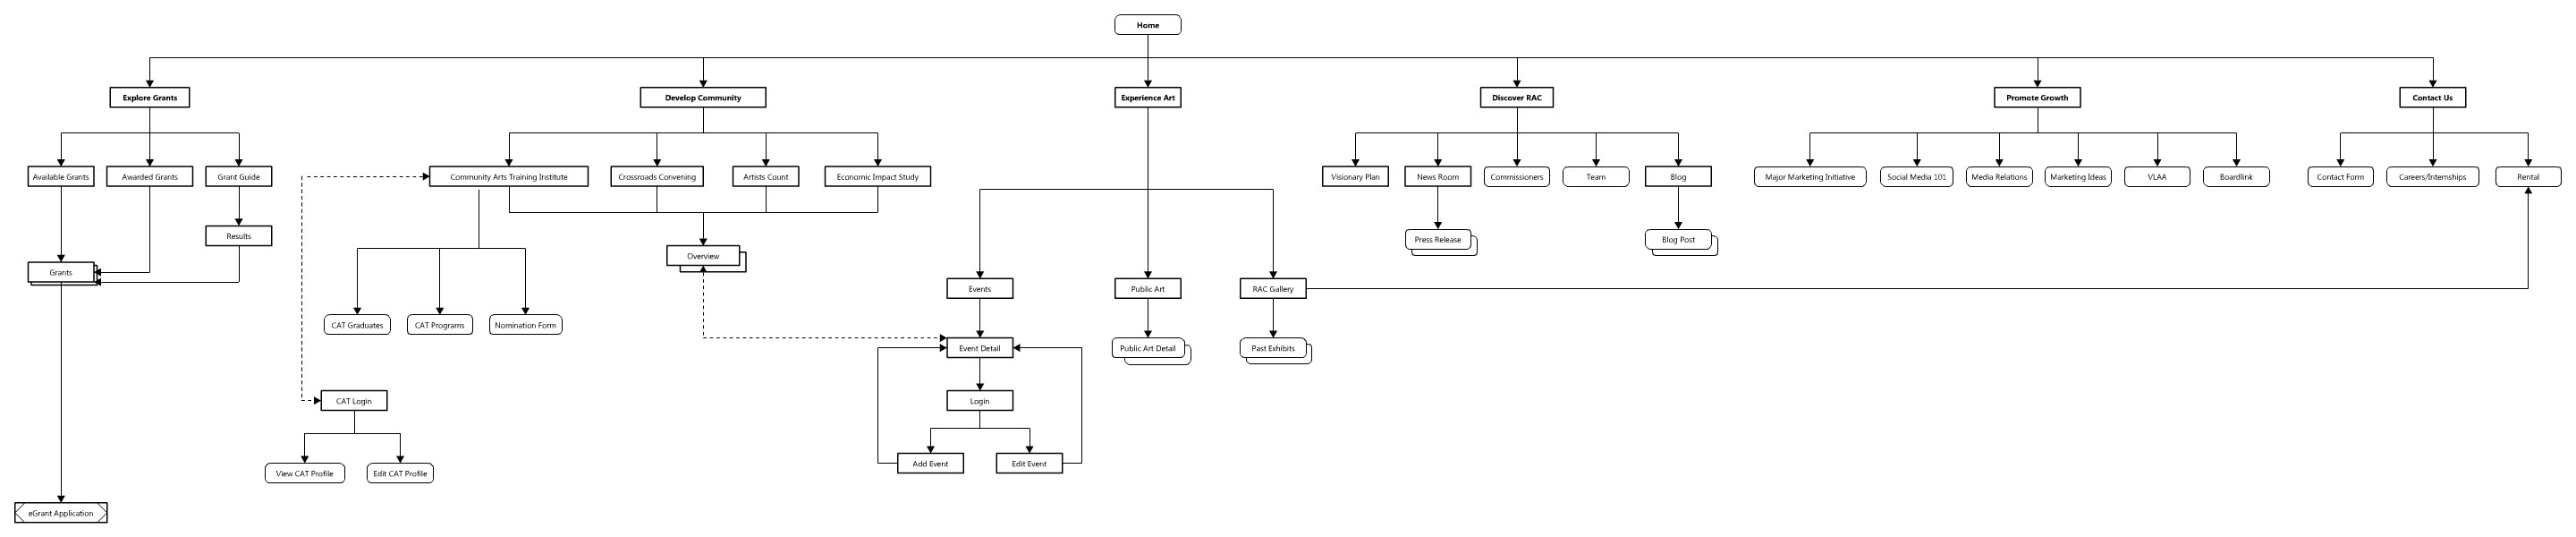 Home
Explore Grants
Develop Community
Experience Art
Discover RAC
Promote Growth
Contact Us
Available Grants
Awarded Grants
Grant Guide
Community Arts Training Institute
Crossroads Convening
Artists Count
Economic Impact Study
Visionary Plan
News Room
Commissioners
Team
Blog
Major Marketing Initiative
Social Media 101
Media Relations
Marketing Ideas
VLAA
Boardlink
Contact Form
Careers/Internships
Rental
Results
Press Release
Blog Post
Overview
Grants
Events
Public Art
RAC Gallery
CAT Graduates
CAT Programs
Nomination Form
Event Detail
Public Art Detail
Past Exhibits
CAT Login
Login
Add Event
Edit Event
View CAT Profile
Edit CAT Profile
eGrant Application